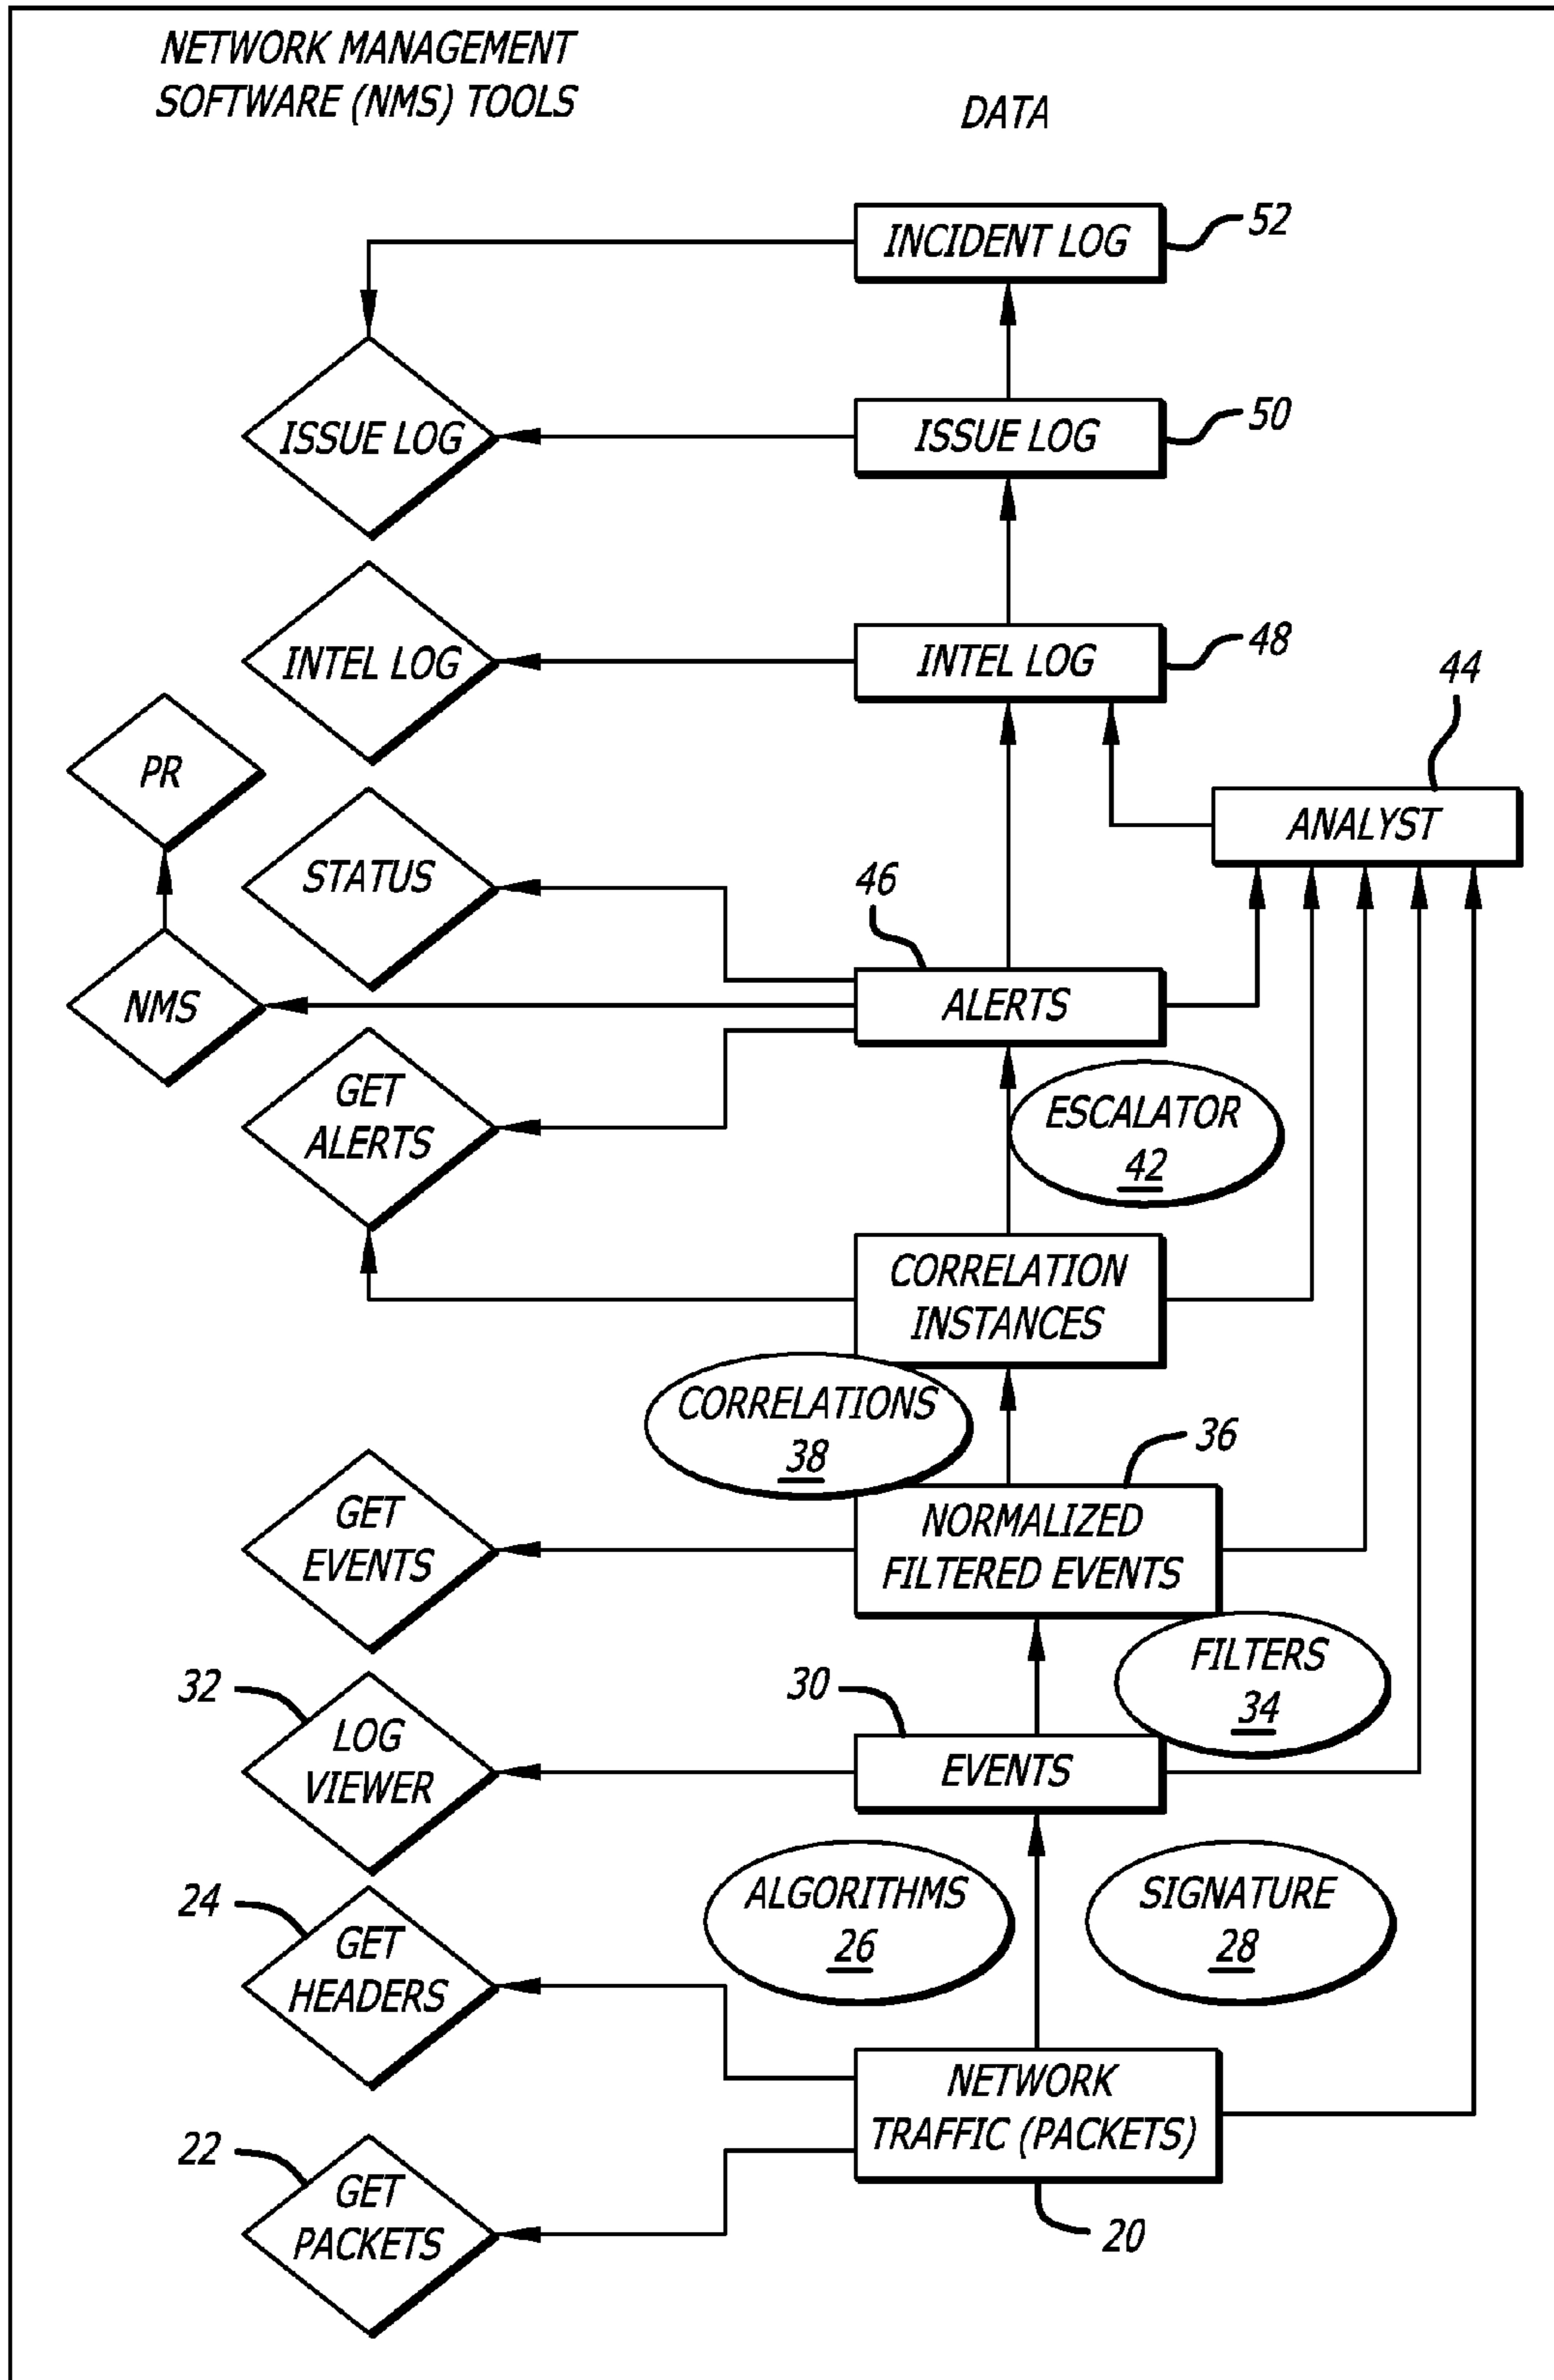 NETWORK MANAGEMENT
SOFTWARE (NMS) TOOLS
DATA
INCIDENT LOG
52
ISSUE LOG
ISSUE LOG
50
INTEL LOG
INTEL LOG
48
44
PR
ANALYST
STATUS
46
NMS
ALERTS
GET
ALERTS
ESCALATOR
42
CORRELATION
INSTANCES
CORRELATIONS
38
36
GET
EVENTS
NORMALIZED
FILTERED EVENTS
FILTERS
34
32
30
LOG
VIEWER
EVENTS
24
ALGORITHMS
26
SIGNATURE
28
GET
HEADERS
NETWORK
TRAFFIC (PACKETS)
22
GET
PACKETS
20